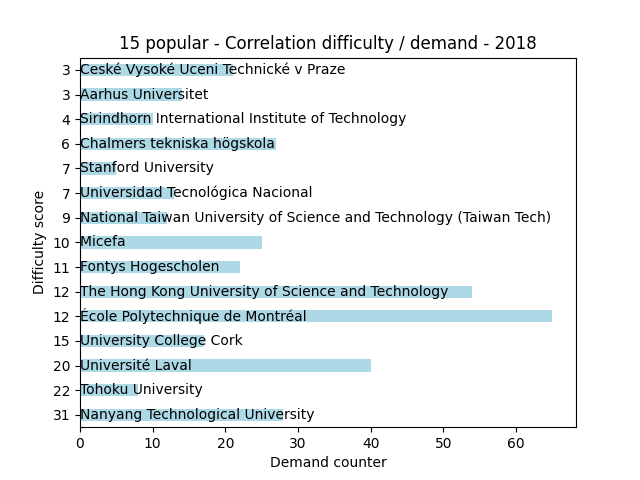 15 popular - Correlation difficulty / demand - 2018
3 Ceské Vysoké Uceni Technické v Praze
3 Aarhus Universitet
4 Sirindhorn International Institute of Technology
6 Chalmers tekniska högskola
7 Stanford University
7 Universidad Tecnológica Nacional
9 National Taiwan University of Science and Technology (Taiwan Tech)
10 Micefa
11 Fontys Hogescholen
12 The Hong Kong University of Science and Technology
12 École Polytechnique de Montréal
15 University College Cork
20 Université Laval
22 Tohoku University
31 Nanyang Technological University
Difficulty score
0 10 20 30 40 50 60
Demand counter